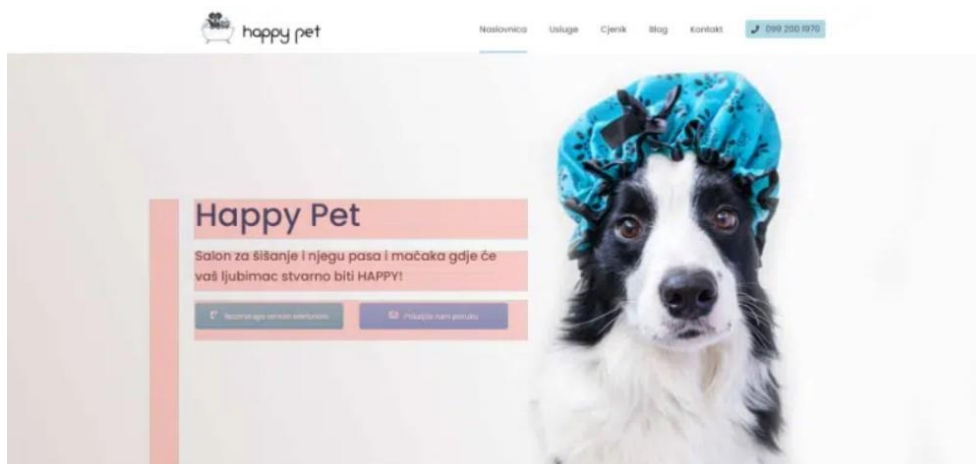 happy pet
Naslovnica Usluge Cjenik Blog Kontakt 099 200 1970
Happy Pet
Salon za šišanje i njegu pasa i mačaka gdje će
vaš ljubimac stvarno biti HAPPY!
Pošaljite nam poruku